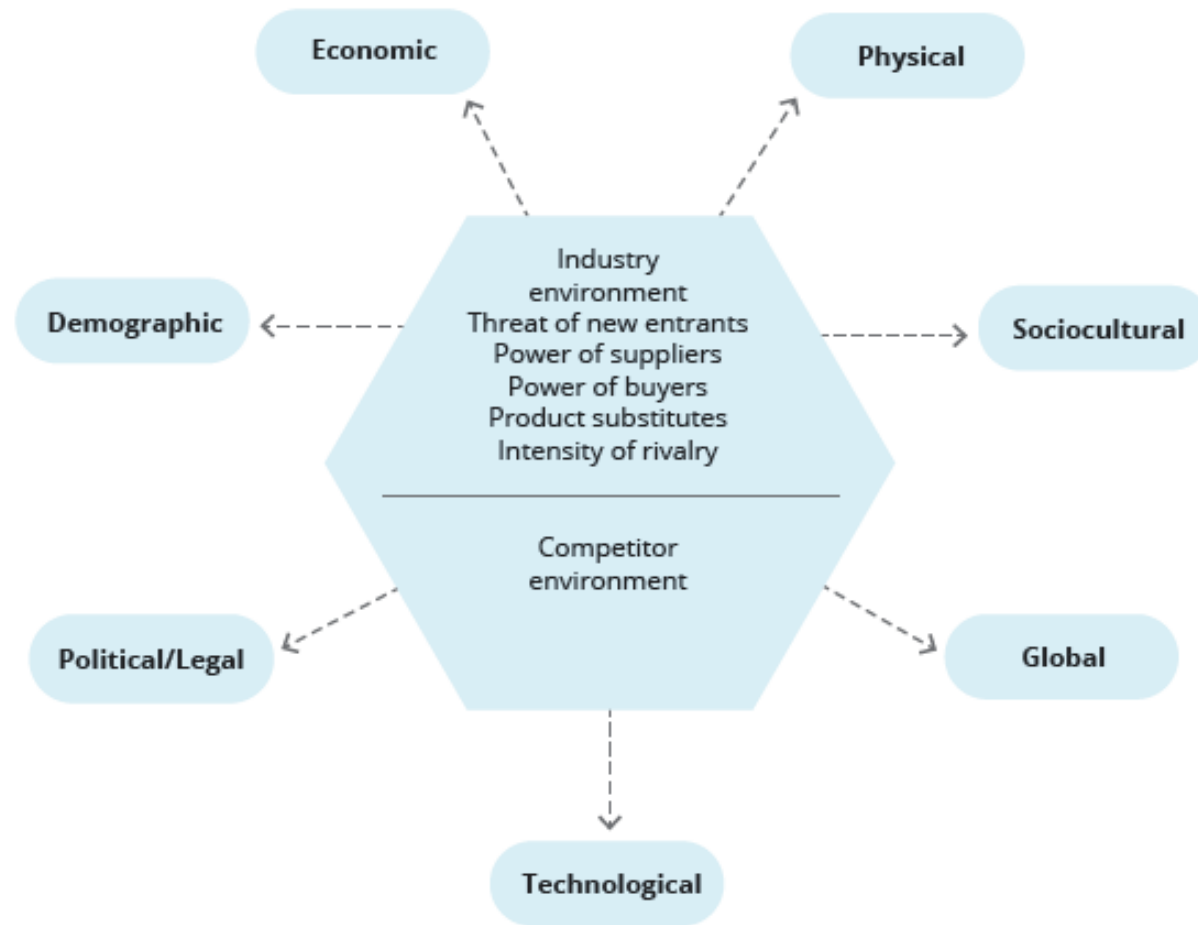 Economic
Physical
Demographic
Industry
environment
Threat of new entrants
Power of suppliers
Power of buyers
Product substitutes
Intensity of rivalry
Sociocultural
Competitor
environment
Political/Legal
Global
Technological